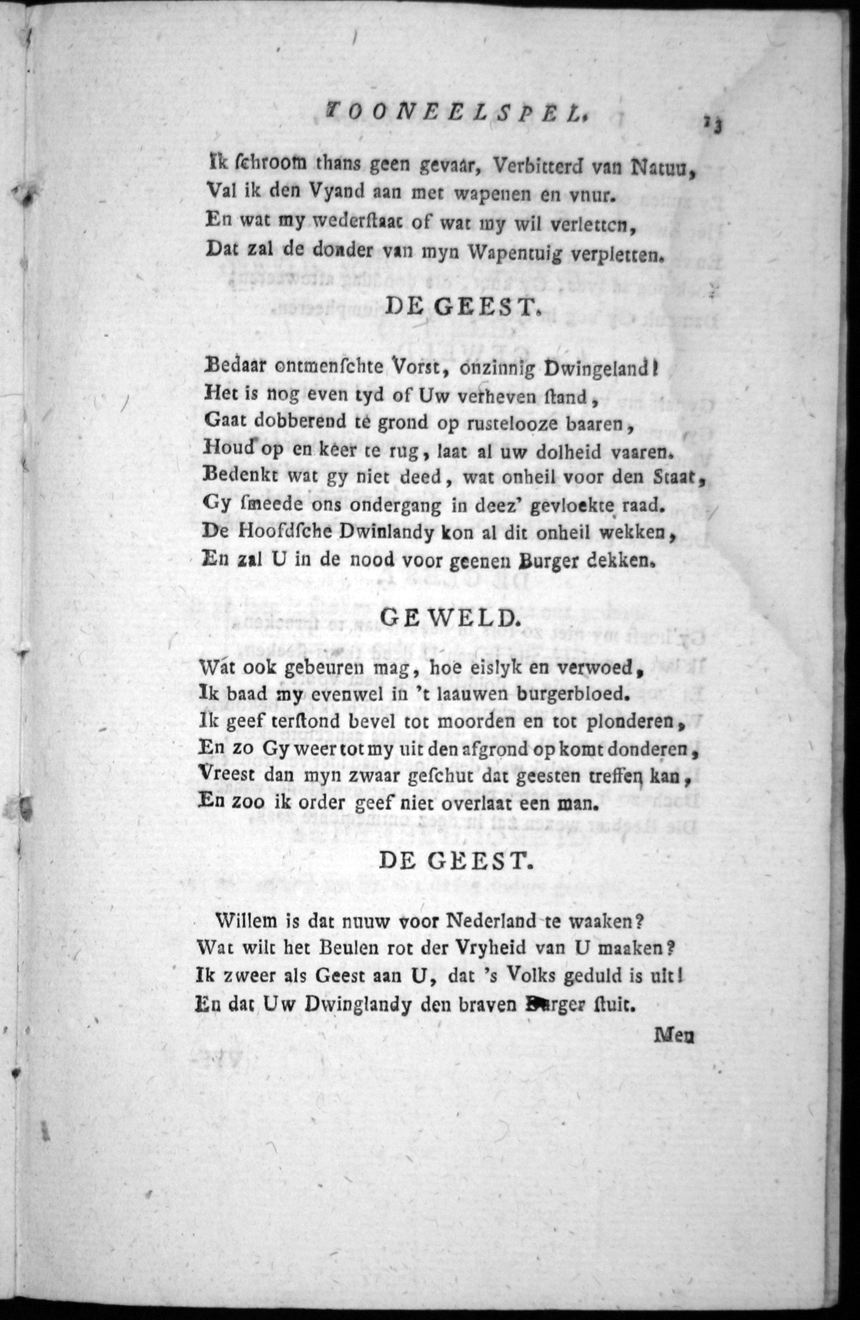 TOONEELSPEL. 13
Ik ſchroom thans geen gevaar, Verbitterd van Natuu,
Val ik den Vyand aan met wapenen en vnur.
En wat my wederſtaat of wat my wil verletten,
Dat zal de donder van myn Wapentuig verpletten.
DE GEEST.
Bedaar ontmenſchte Vorst, onzinnig Dwingeland!
Het is nog even tyd of Uw verheven ſtand,
Gaat dobberend te grond op rustelooze baaren,
Houd op en keer te rug, laat al uw dolheid vaaren.
Bedenkt wat gy niet deed, wat onheil voor den Staat,
Gy ſmeede ons ondergang in deez' gevloekte raad.
De Hoofdſche Dwinlandy kon al dit onheil wekken,
En zal U in de nood voor geenen Burger dekken.
GEWELD.
Wat ook gebeuren mag, hoe eislyk en verwoed,
Ik baad my evenwel in 't laauwen burgerbloed.
Ik geef terſtond bevel tot moorden en tot plonderen,
En zo Gy weer tot my uit den afgrond op komt donderen,
Vreest dan myn zwaar geſchut dat geesten treffen kan,
En zoo ik order geef niet overlaat een man.
DE GEEST.
Willem is dat nuuw voor Nederland te waaken?
Wat wilt het Beulen rot der Vryheid van U maaken?
Ik zweer als Geest aan U, dat 's Volks geduld is uit!
En dat Uw Dwinglandy den braven Burger ſtuit.
Men